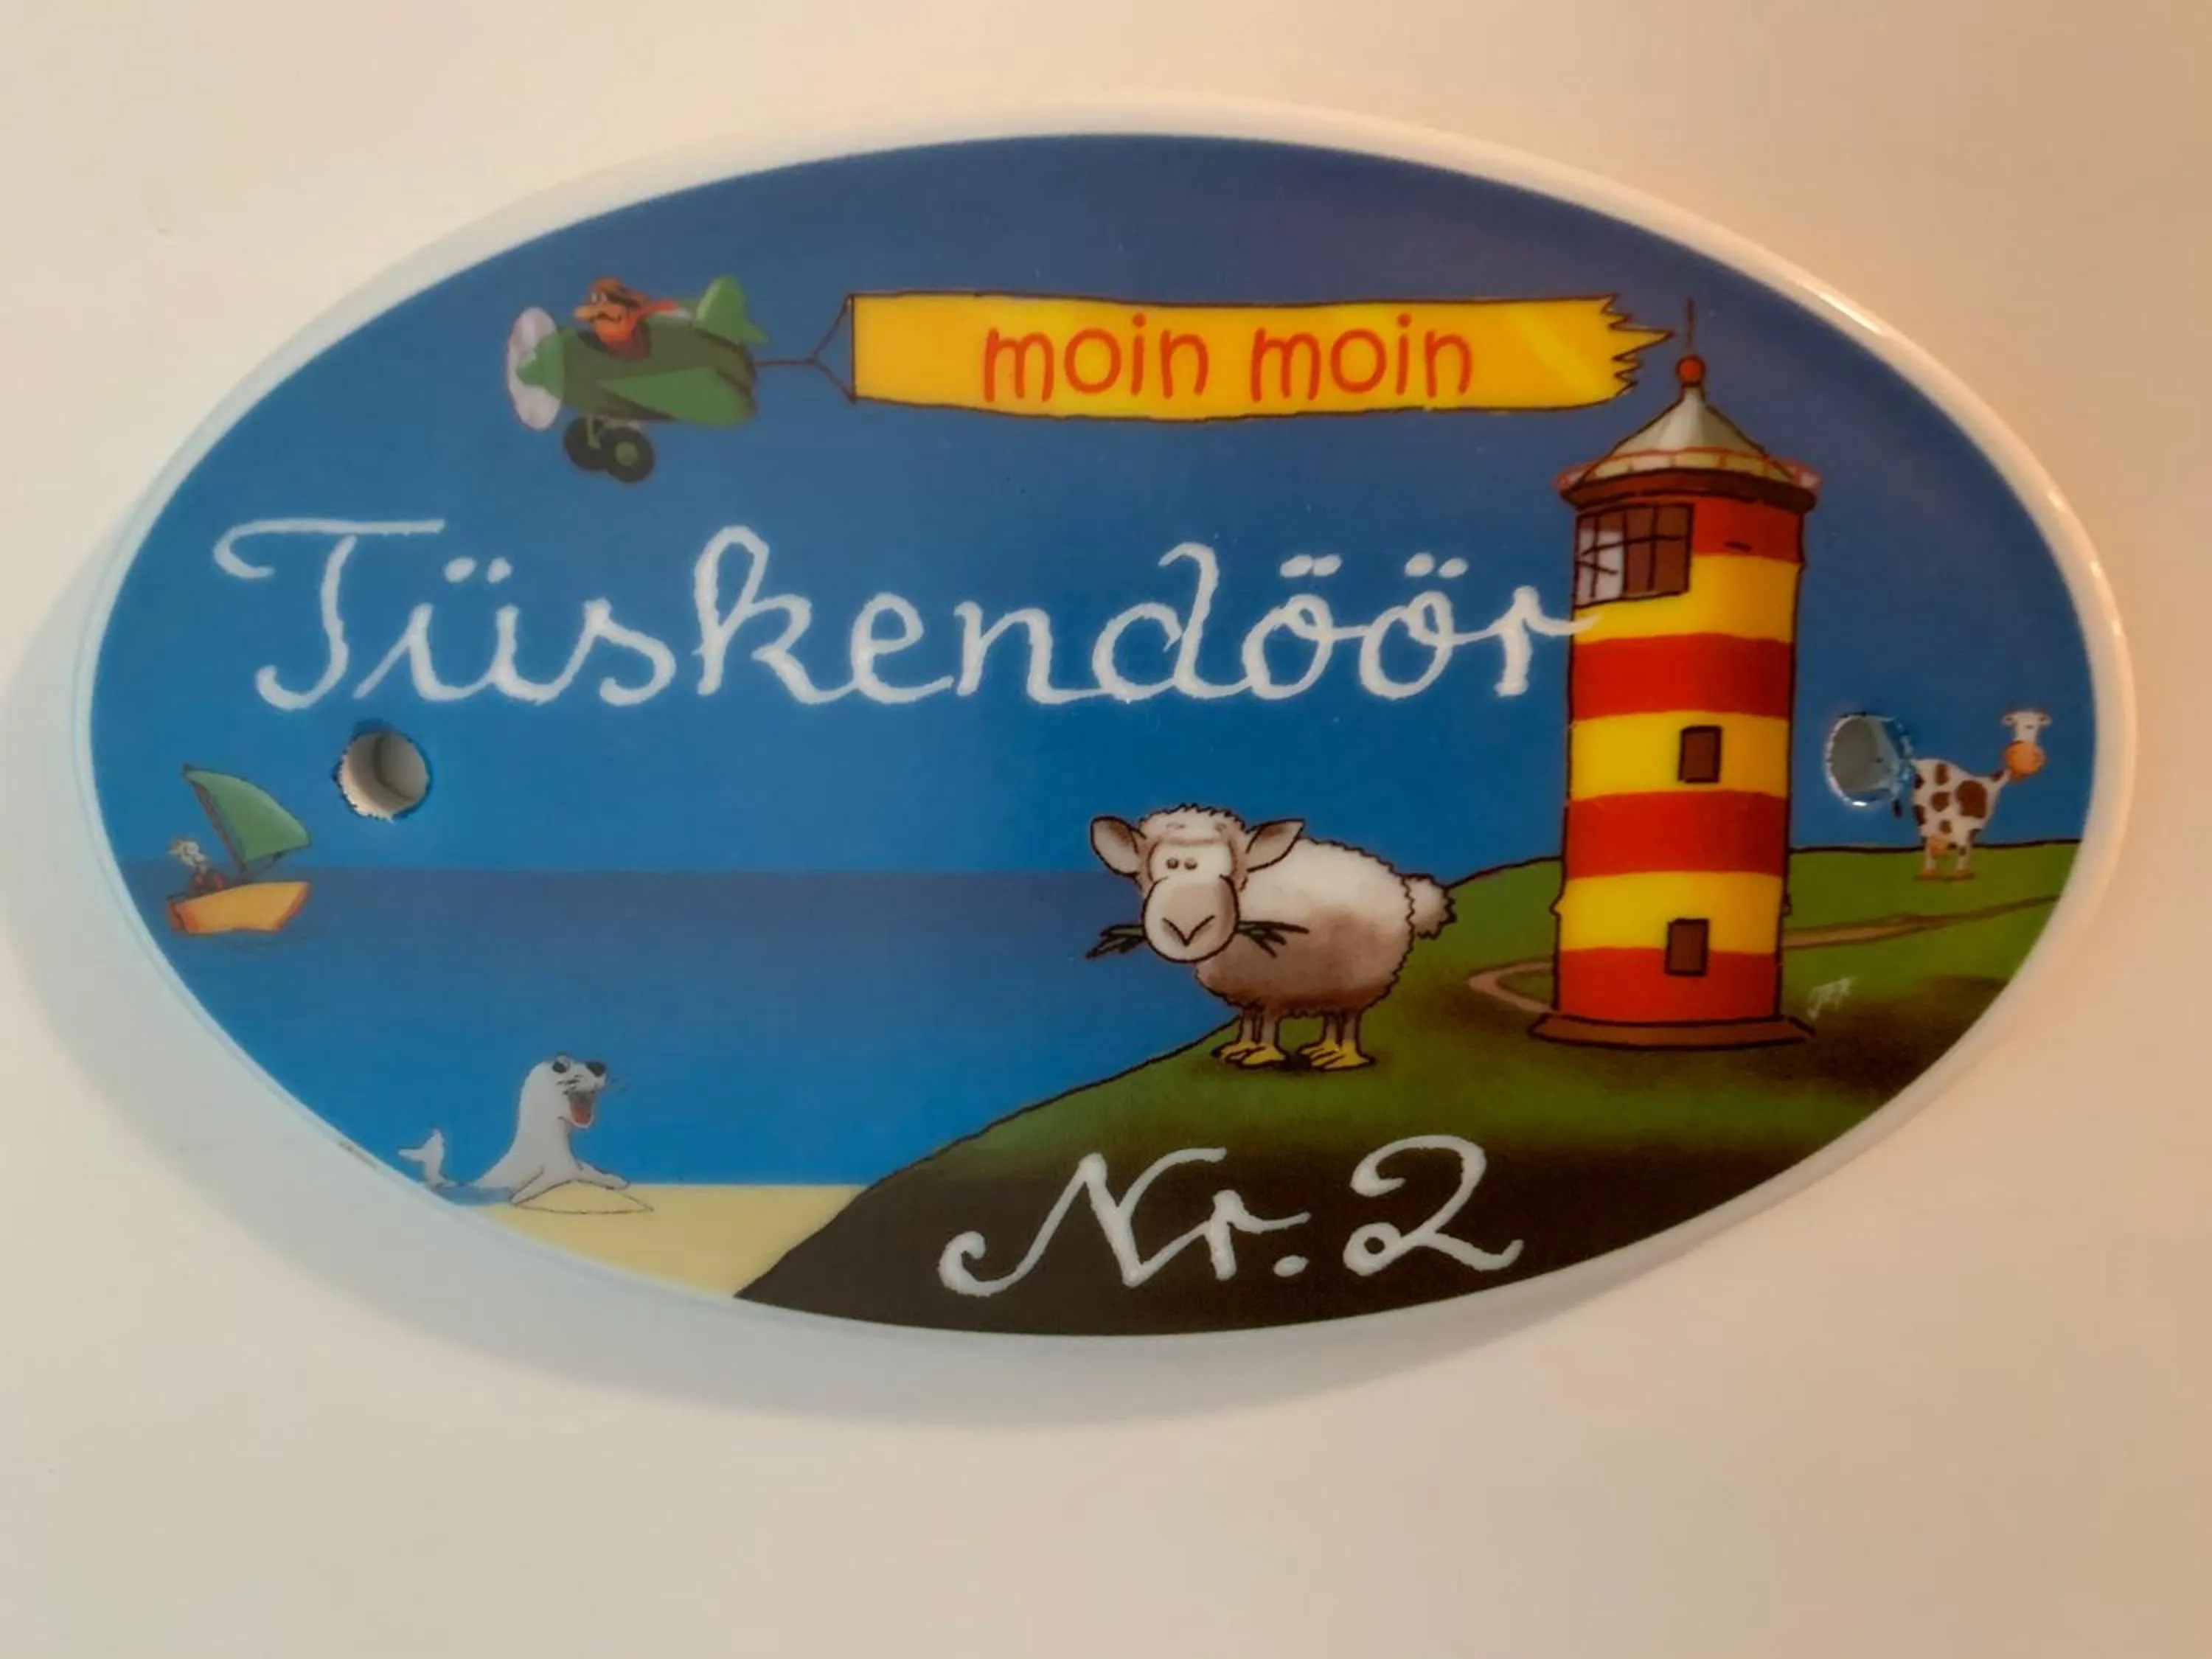 moin moin
Tüskendöör
Nr. 2